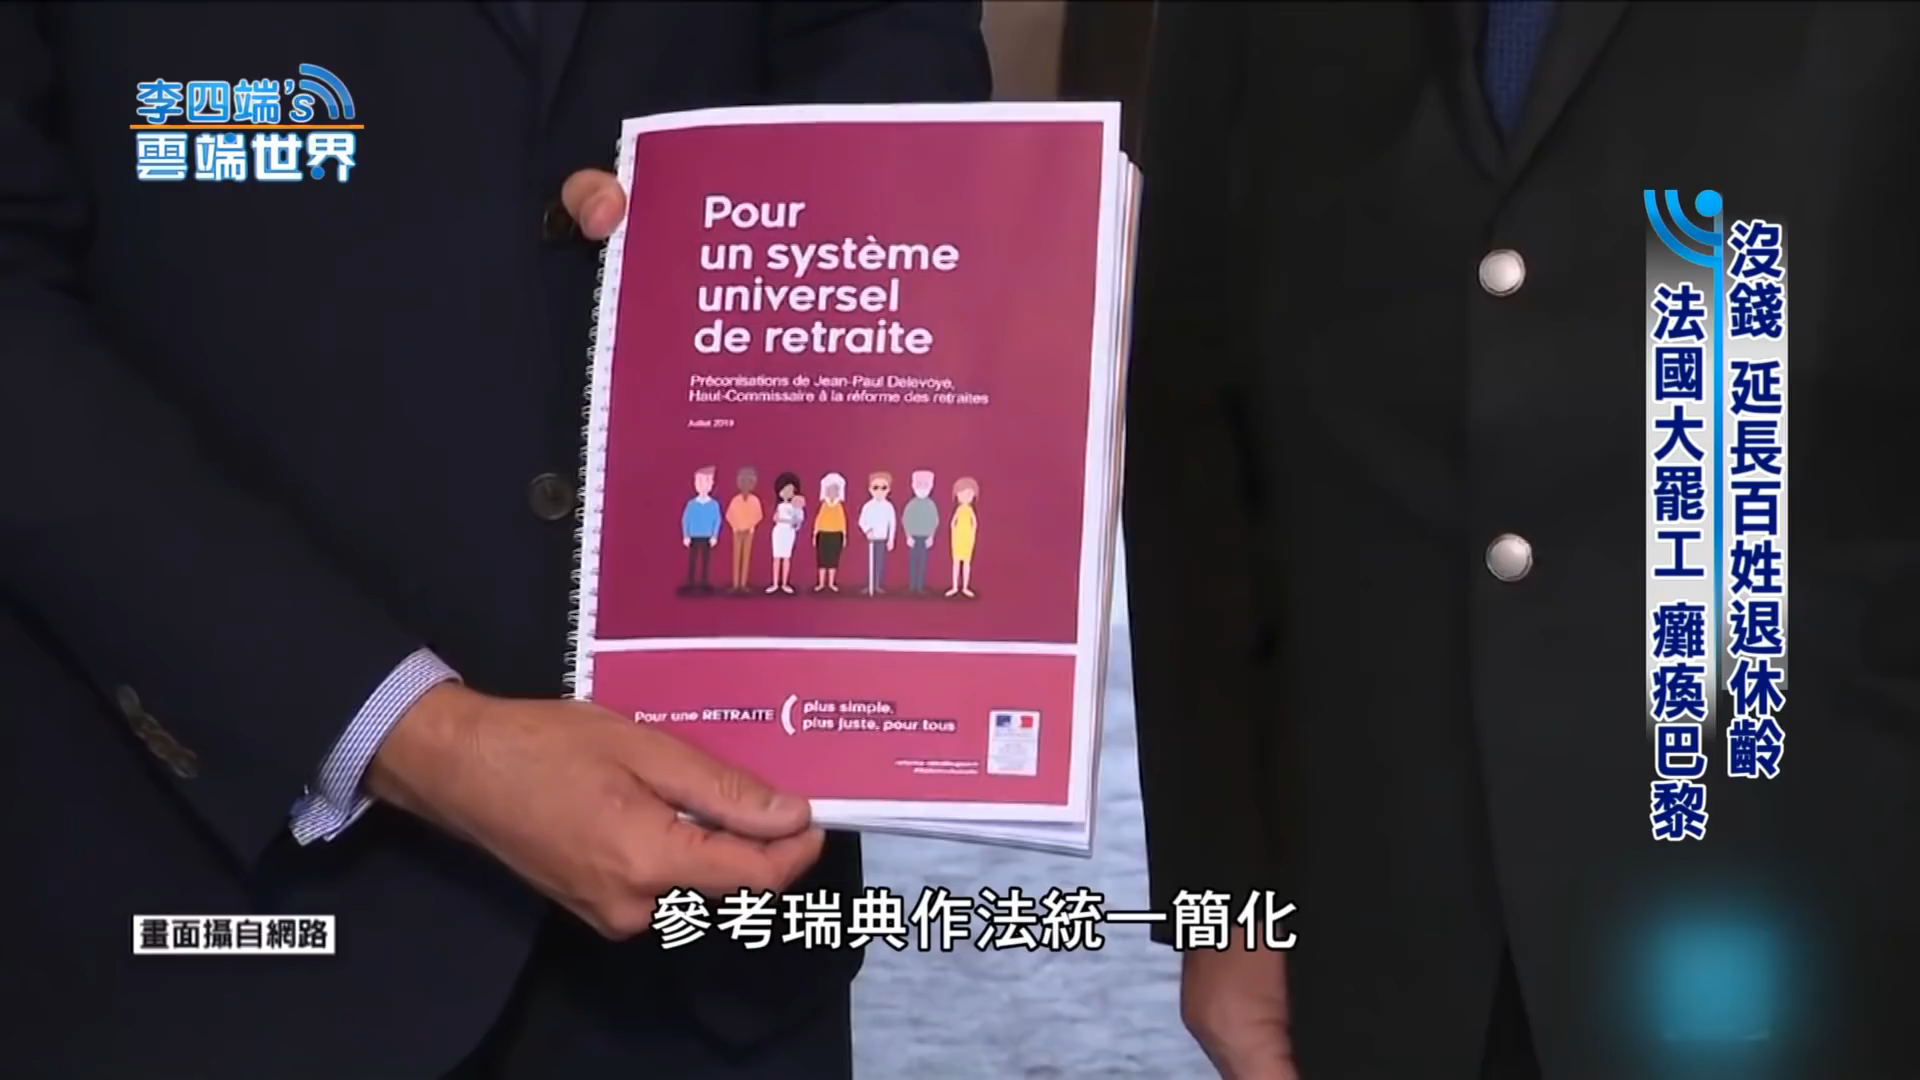 李四端's
雲端世界
沒錢 延長百姓退休齡
法國大罷工 癱瘓巴黎
Pour
un système
universel
de retraite
Préconisations de Jean-Paul Delevoye,
Haut-Commissaire à la réforme des retraites
Juillet 2019
Pour une RETRAITE
plus simple,
plus juste, pour tous
畫面攝自網路
參考瑞典作法統一簡化